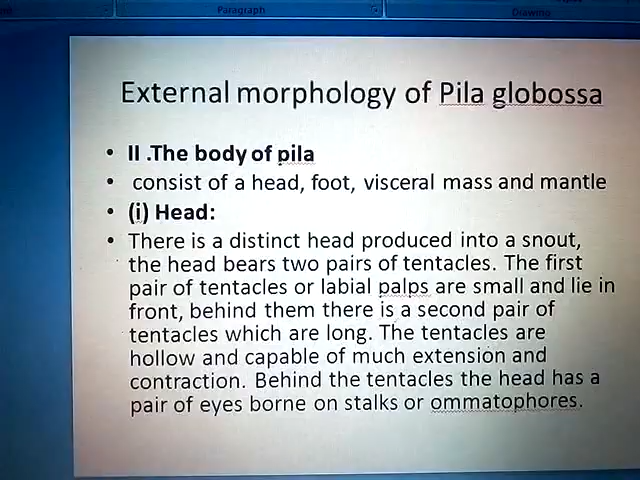 Paragraph
Drawing
External morphology of Pila globossa
• II .The body of pila
• consist of a head, foot, visceral mass and mantle
• (i) Head:
• There is a distinct head produced into a snout,
the head bears two pairs of tentacles. The first
pair of tentacles or labial palps are small and lie in
front, behind them there is a second pair of
tentacles which are long. The tentacles are
hollow and capable of much extension and
contraction. Behind the tentacles the head has a
pair of eyes borne on stalks or ommatophores.